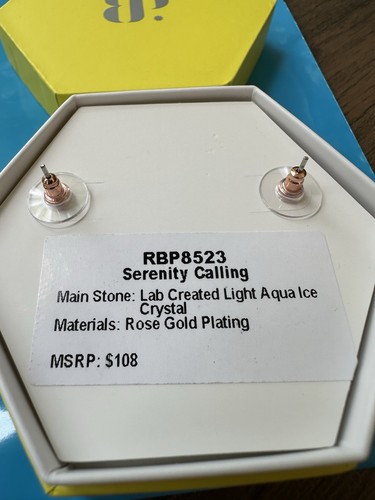 RBP8523
Serenity Calling
Main Stone: Lab Created Light Aqua Ice
Crystal
Materials: Rose Gold Plating
MSRP: $108